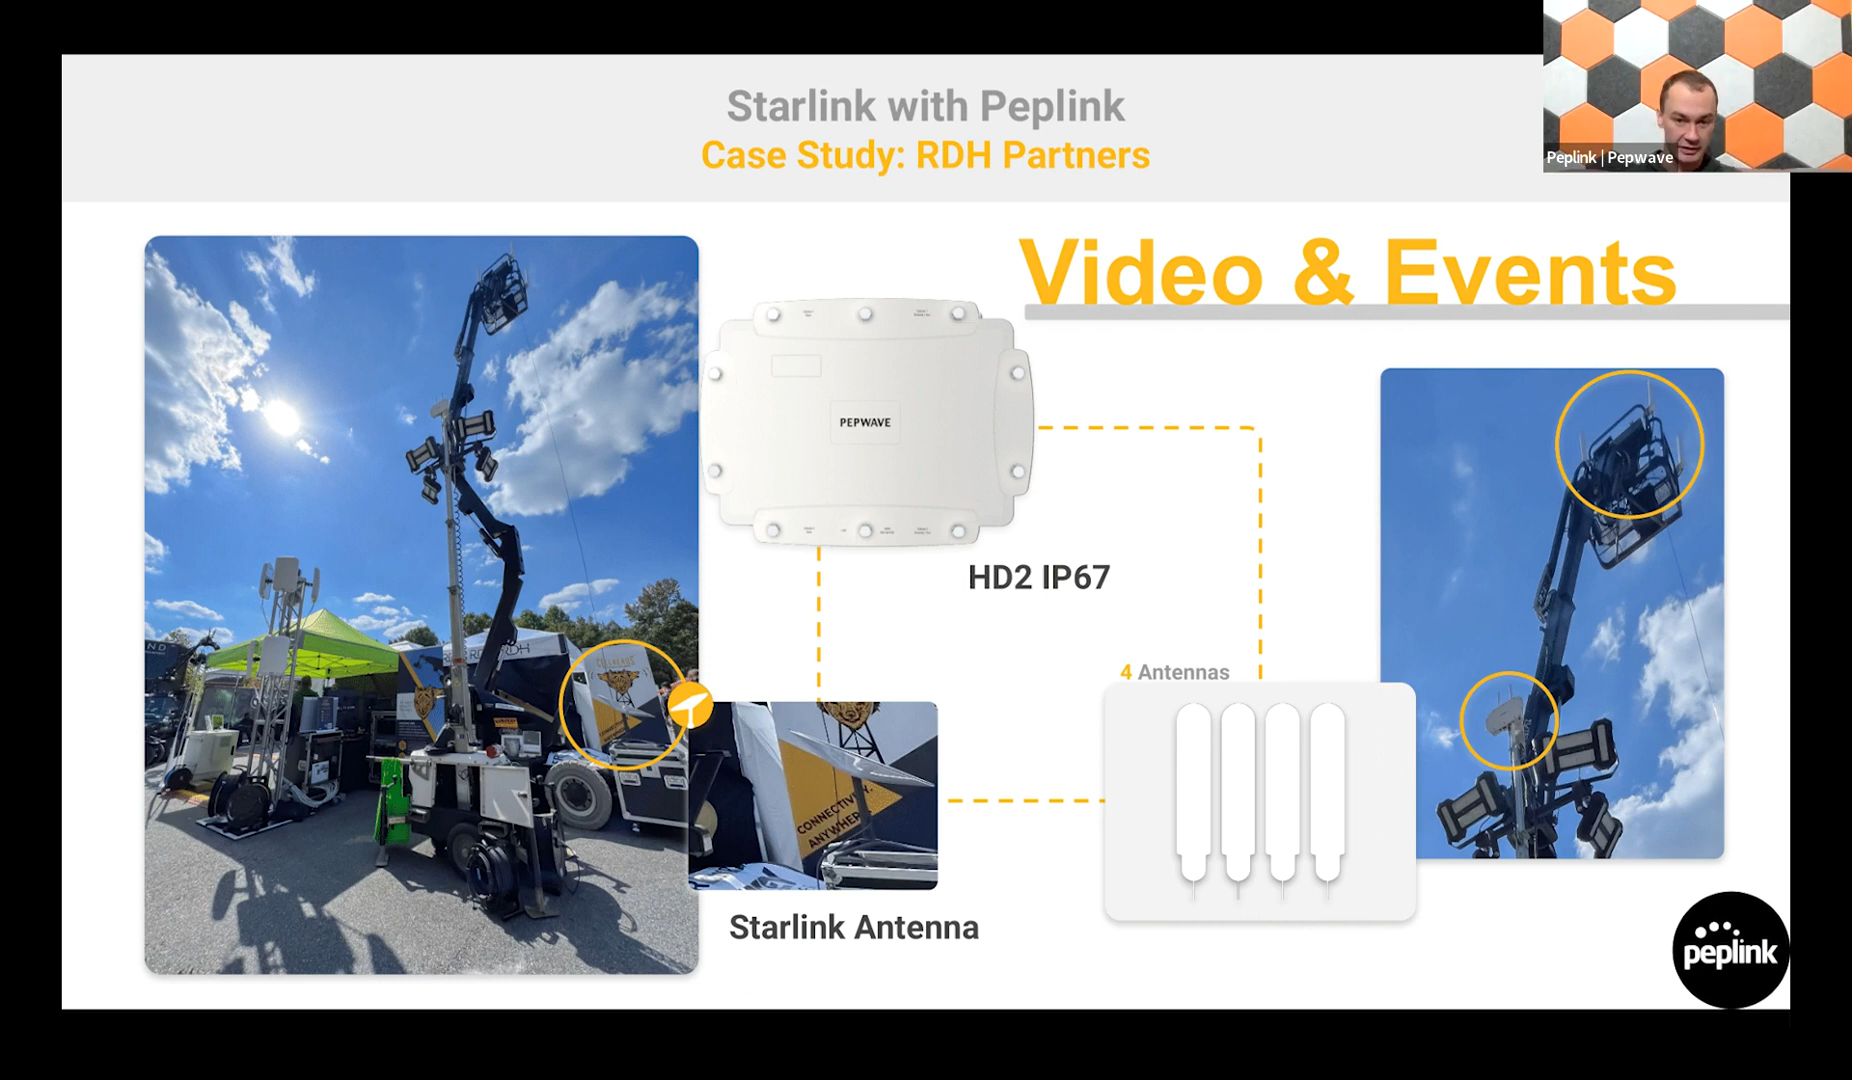 Starlink with Peplink
Case Study: RDH Partners
Peplink | Pepwave
Video & Events
PEPWAVE
HD2 IP67
4 Antennas
RDH
CONNECTIVITY.
ANYWHERE.
Starlink Antenna
peplink